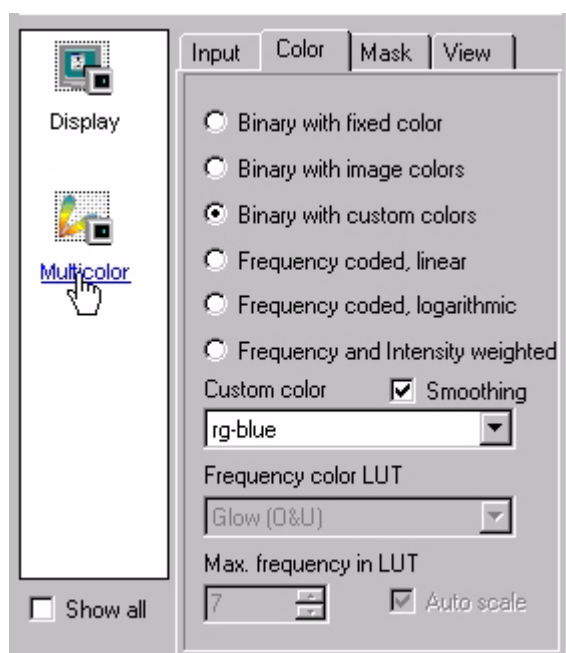 Display
Multicolor
Show all
Input Color Mask View
Binary with fixed color
Binary with image colors
Binary with custom colors
Frequency coded, linear
Frequency coded, logarithmic
Frequency and Intensity weighted
Custom color Smoothing
rg-blue
Frequency color LUT
Glow (O&U)
Max. frequency in LUT
7 Auto scale